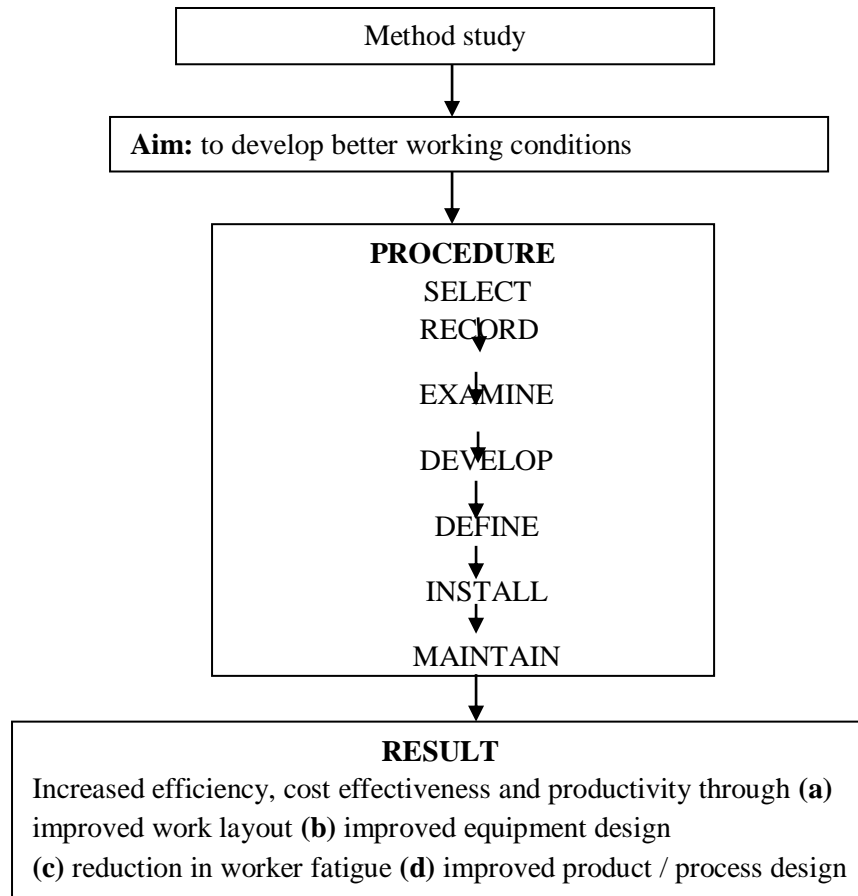 Method study
Aim: to develop better working conditions
PROCEDURE
SELECT
RECORD
EXAMINE
DEVELOP
DEFINE
INSTALL
MAINTAIN
RESULT
Increased efficiency, cost effectiveness and productivity through (a)
improved work layout (b) improved equipment design
(c) reduction in worker fatigue (d) improved product / process design